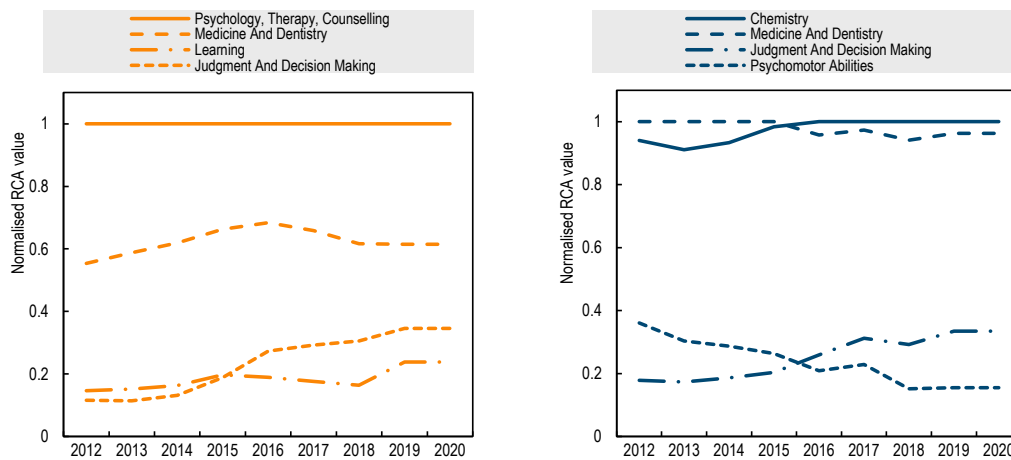 Psychology, Therapy, Counselling
Medicine And Dentistry
Learning
Judgment And Decision Making
Normalised RCA value
1
0.8
0.6
0.4
0.2
0
2012 2013 2014 2015 2016 2017 2018 2019 2020
Chemistry
Medicine And Dentistry
Judgment And Decision Making
Psychomotor Abilities
Normalised RCA value
1
0.8
0.6
0.4
0.2
0
2012 2013 2014 2015 2016 2017 2018 2019 2020